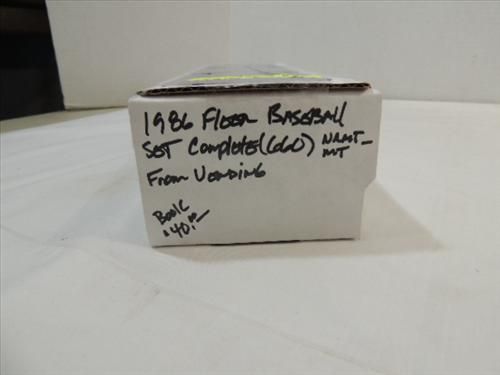 1986 Fleer Baseball
Set Complete (660) NRMT-
MT
From Vending
Book
$40.00